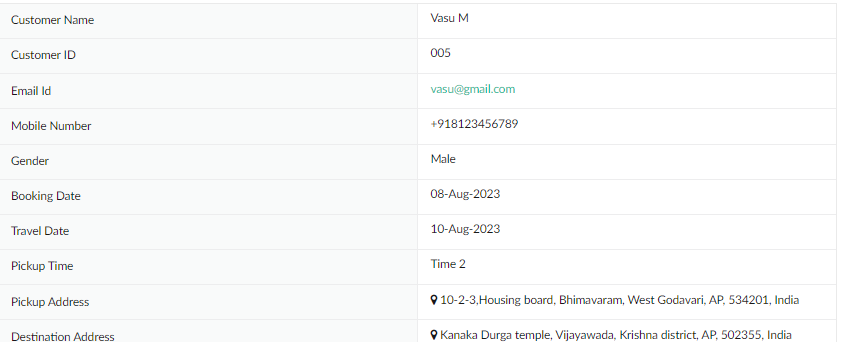 Customer Name Vasu M
Customer ID 005
Email Id vasu@gmail.com
Mobile Number +918123456789
Gender Male
Booking Date 08-Aug-2023
Travel Date 10-Aug-2023
Pickup Time Time 2
Pickup Address 10-2-3,Housing board, Bhimavaram, West Godavari, AP, 534201, India
Destination Address Kanaka Durga temple, Vijayawada, Krishna district, AP, 502355, India